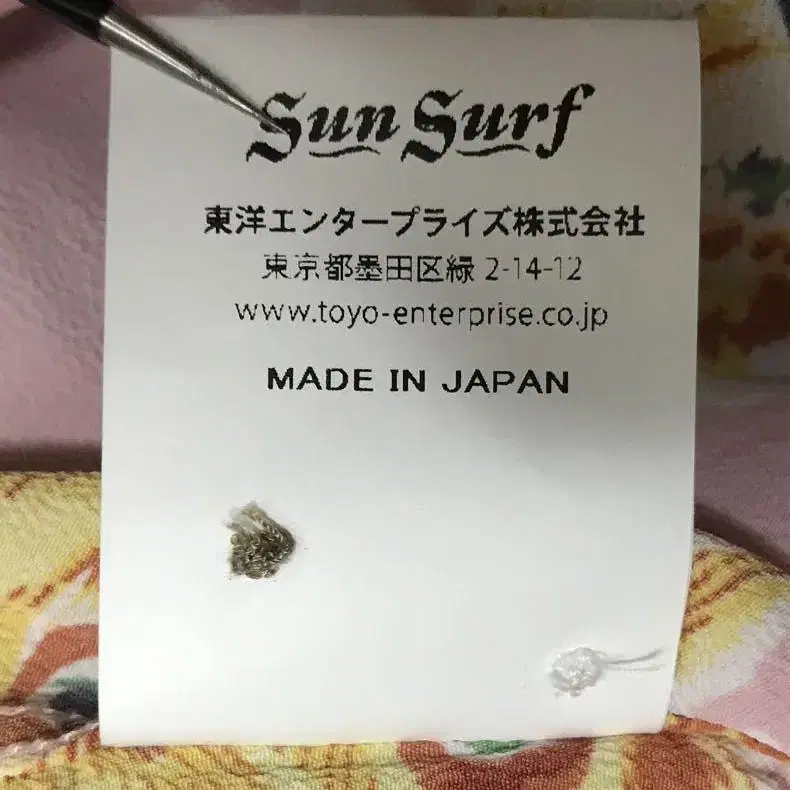 Sun Surf
東洋エンタープライズ株式会社
東京都墨田区緑 2-14-12
www.toyo-enterprise.co.jp
MADE IN JAPAN